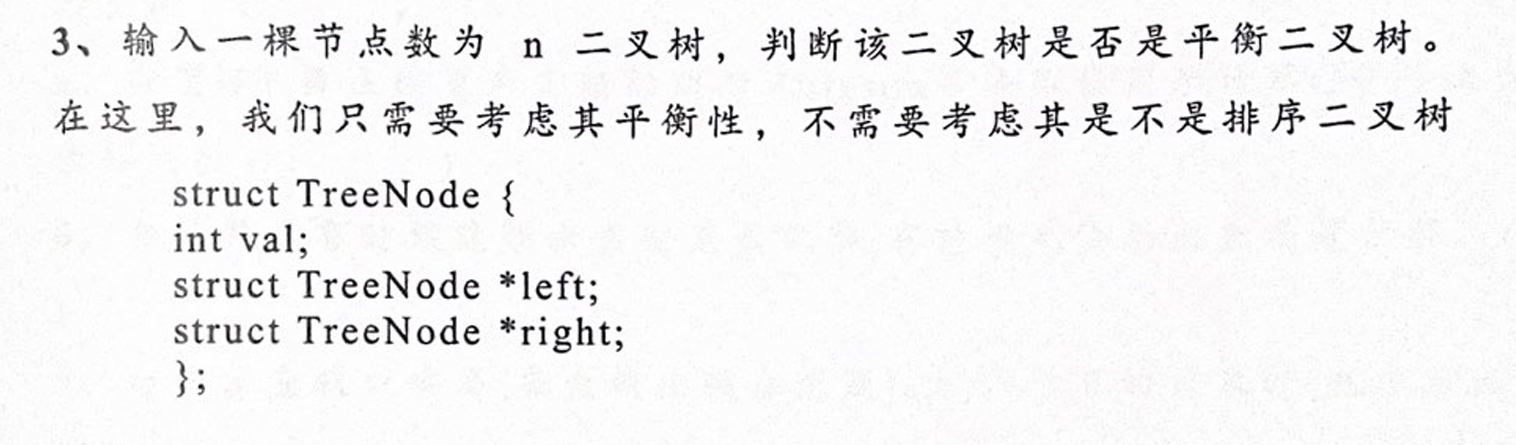 3、输入一棵节点数为 n 二叉树，判断该二叉树是否是平衡二叉树。
在这里，我们只需要考虑其平衡性，不需要考虑其是不是排序二叉树
struct TreeNode {
int val;
struct TreeNode *left;
struct TreeNode *right;
};